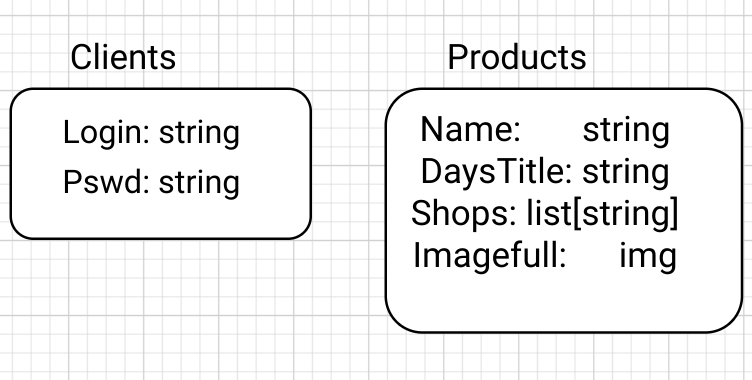 Clients
Login: string
Pswd: string
Products
Name: string
DaysTitle: string
Shops: list[string]
Imagefull: img